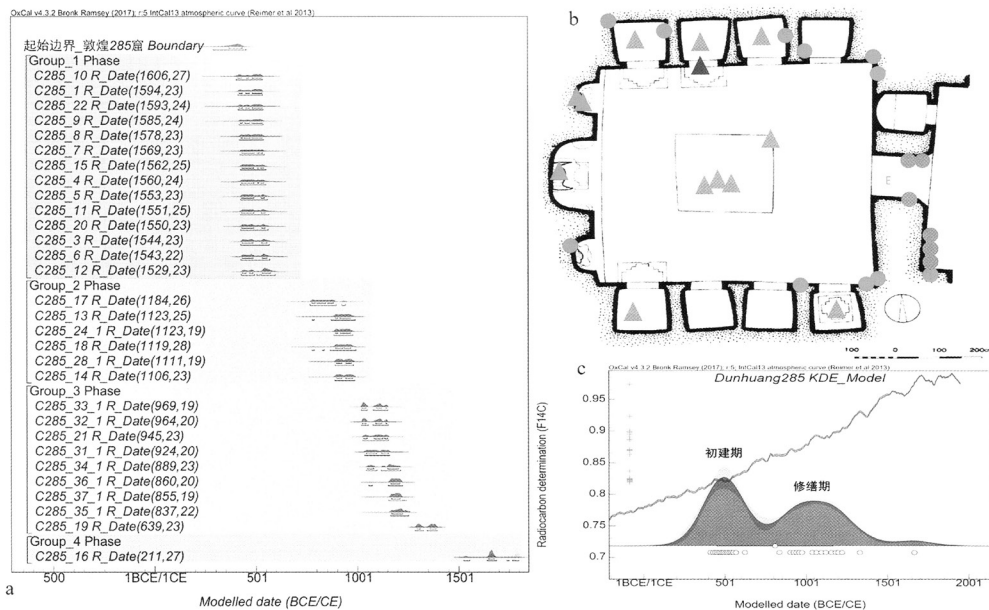 OxCal v4.3.2 Bronk Ramsey (2017); r:5 IntCal13 atmospheric curve (Reimer et al 2013)
起始边界_敦煌285窟 Boundary
Group_1 Phase
C285_10 R_Date(1606,27)
C285_1 R_Date(1594,23)
C285_22 R_Date(1593,24)
C285_9 R_Date(1585,24)
C285_8 R_Date(1578,23)
C285_7 R_Date(1569,23)
C285_15 R_Date(1562,25)
C285_4 R_Date(1560,24)
C285_5 R_Date(1553,23)
C285_11 R_Date(1551,25)
C285_20 R_Date(1550,23)
C285_3 R_Date(1544,23)
C285_6 R_Date(1543,22)
C285_12 R_Date(1529,23)
Group_2 Phase
C285_17 R_Date(1184,26)
C285_13 R_Date(1123,25)
C285_24_1 R_Date(1123,19)
C285_18 R_Date(1119,28)
C285_28_1 R_Date(1111,19)
C285_14 R_Date(1106,23)
Group_3 Phase
C285_33_1 R_Date(969,19)
C285_32_1 R_Date(964,20)
C285_21 R_Date(945,23)
C285_31_1 R_Date(924,20)
C285_34_1 R_Date(889,23)
C285_36_1 R_Date(860,20)
C285_37_1 R_Date(855,19)
C285_35_1 R_Date(837,22)
C285_19 R_Date(639,23)
Group_4 Phase
C285_16 R_Date(211,27)
500 1BCE/1CE 501 1001 1501
Modelled date (BCE/CE)
a
b
E
100 0 100 200
c
OxCal v4.3.2 Bronk Ramsey (2017); r:5 IntCal13 atmospheric curve (Reimer et al 2013)
Dunhuang285 KDE_Model
Radiocarbon determination (F14C)
0.95
0.9
0.85
0.8
0.75
0.7
初建期
修缮期
1BCE/1CE 501 1001 1501 2001
Modelled date (BCE/CE)